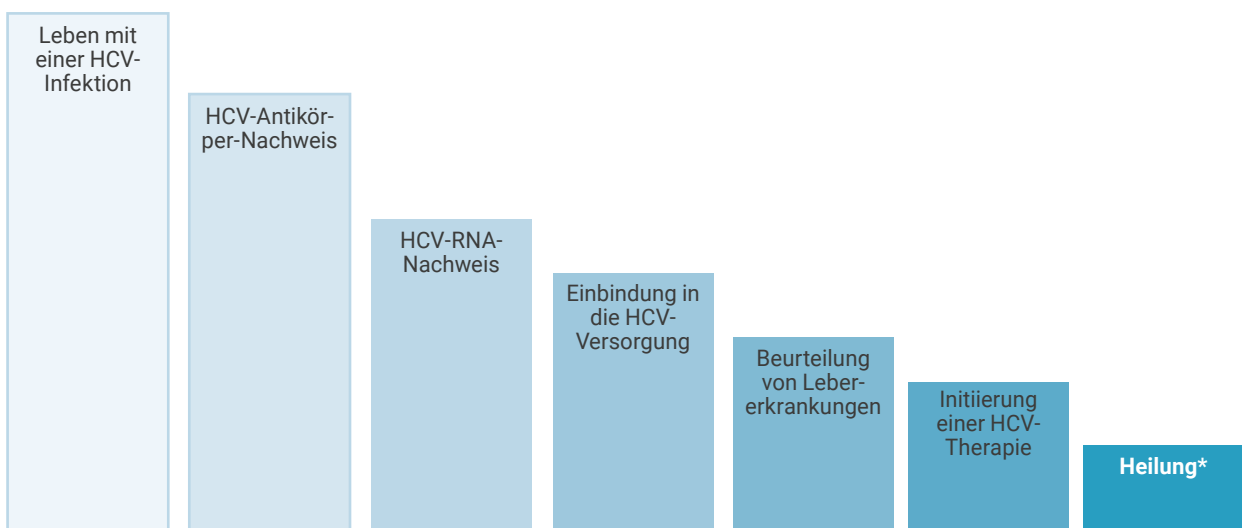 Leben mit
einer HCV-
Infektion
HCV-Antikör-
per-Nachweis
HCV-RNA-
Nachweis
Einbindung in
die HCV-
Versorgung
Beurteilung
von Leber-
erkrankungen
Initiierung
einer HCV-
Therapie
Heilung*